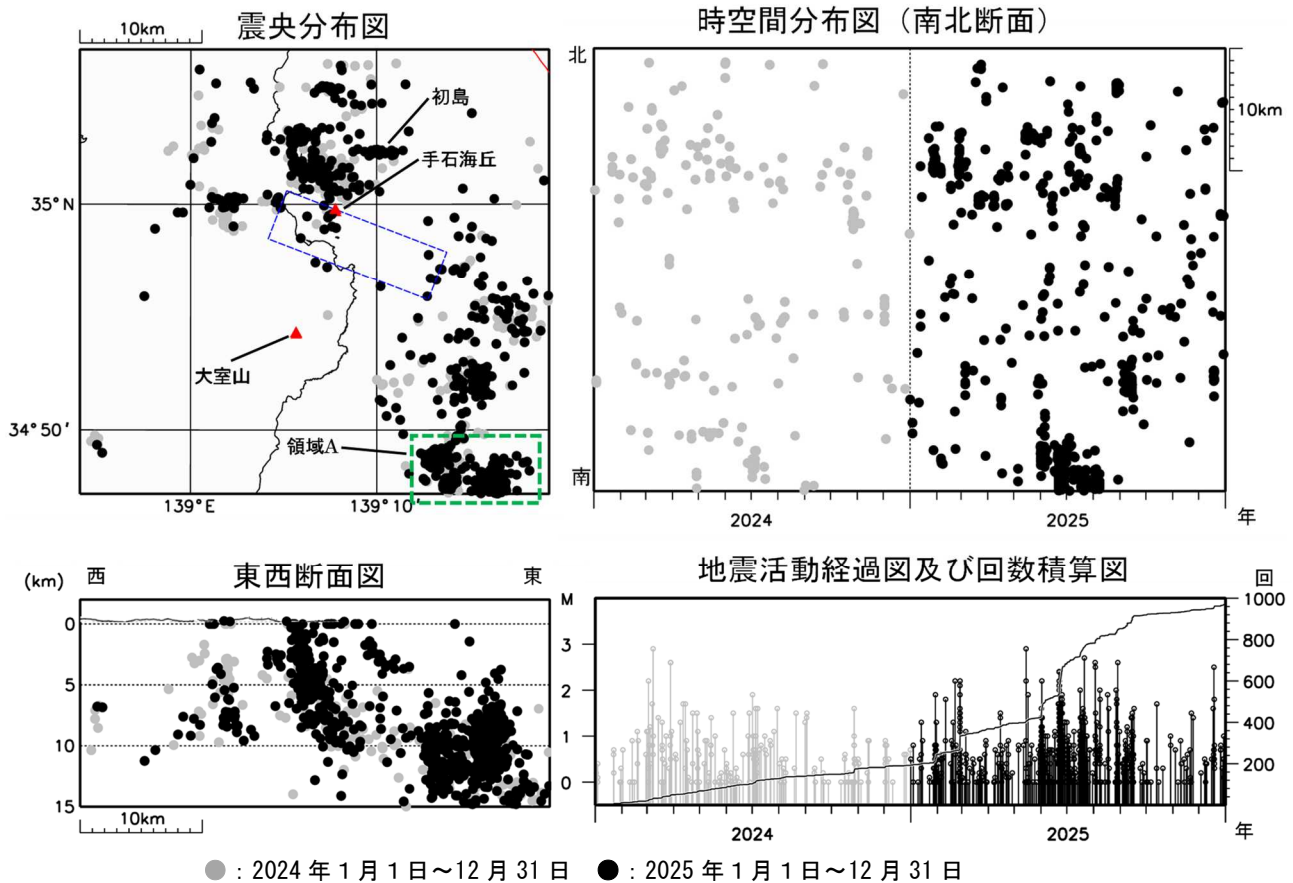 震央分布図
10km
初島
手石海丘
35°N
大室山
34°50′
領域A
139°E
139°10′
時空間分布図（南北断面）
北
10km
南
2024
2025
年
東西断面図
(km)
西
東
0
5
10
15
10km
地震活動経過図及び回数積算図
M
回
3
2
1
0
1000
800
600
400
200
2024
2025
年
：2024年1月1日～12月31日 ：2025年1月1日～12月31日